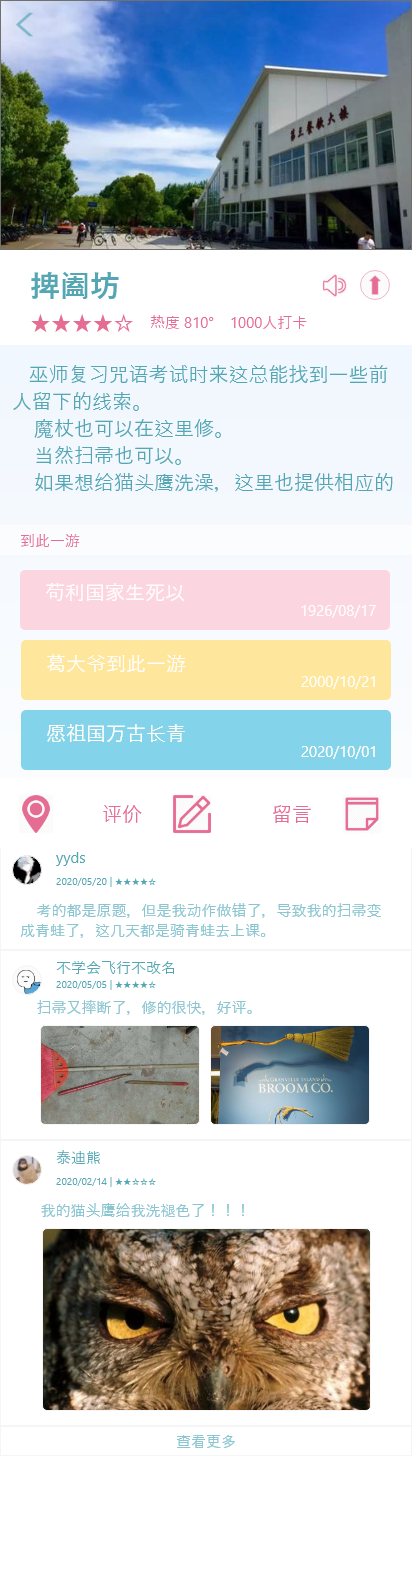 第三餐饮大楼
捭阖坊
★★★★☆ 热度 810° 1000人打卡
巫师复习咒语考试时来这总能找到一些前
人留下的线索。
魔杖也可以在这里修。
当然扫帚也可以。
如果想给猫头鹰洗澡，这里也提供相应的
到此一游
苟利国家生死以
1926/08/17
葛大爷到此一游
2000/10/21
愿祖国万古长青
2020/10/01
评价 留言
yyds
2020/05/20 | ★★★★☆
考的都是原题，但是我动作做错了，导致我的扫帚变
成青蛙了，这几天都是骑青蛙去上课。
不学会飞行不改名
2020/05/05 | ★★★★☆
扫帚又摔断了，修的很快，好评。
BROOM CO.
泰迪熊
2020/02/14 | ★★☆☆☆
我的猫头鹰给我洗褪色了！！！
查看更多